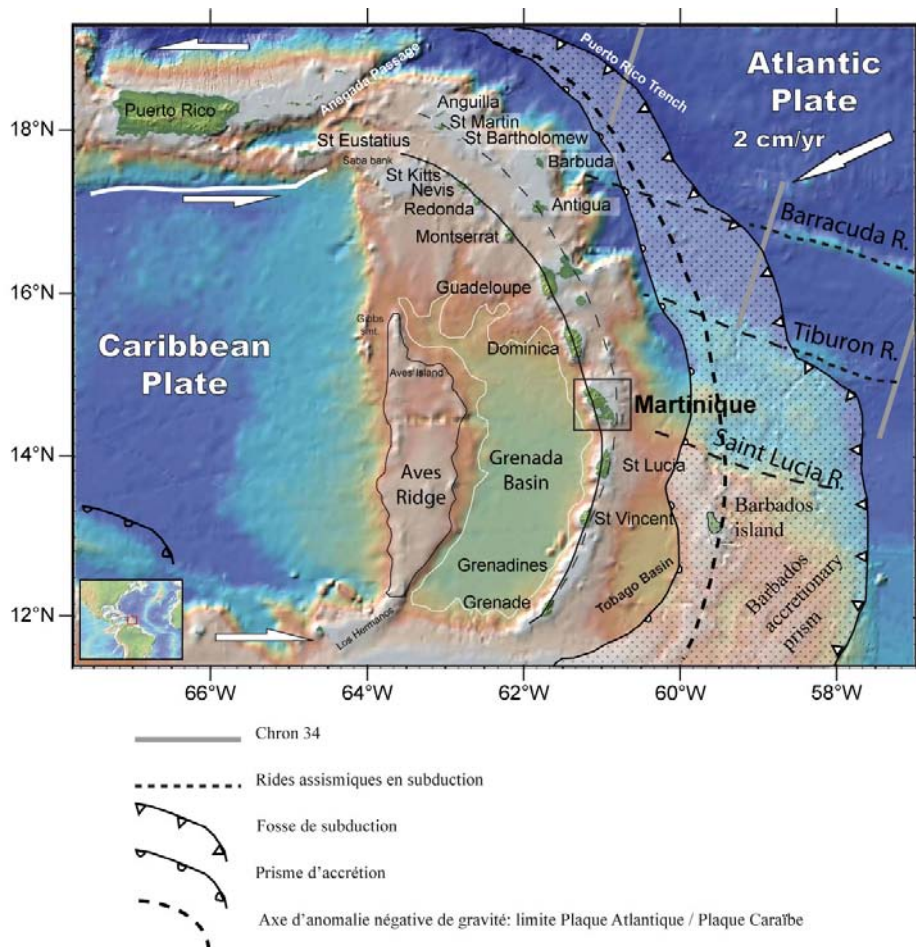 Atlantic
Plate
2 cm/yr
Puerto Rico Trench
Anegada Passage
Puerto Rico
Anguilla
St Martin
St Bartholomew
St Eustatius
Saba bank
Barbuda
St Kitts
Nevis
Redonda
Antigua
Barracuda R.
Montserrat
Guadeloupe
Gibbs
smt.
Tiburon R.
Caribbean
Plate
Dominica
Aves Island
Martinique
Saint Lucia R.
Aves
Ridge
Grenada
Basin
St Lucia
St Vincent
Barbados
island
Grenadines
Grenade
Tobago Basin
Barbados
accretionary
prism
Los Hermanos
18°N
16°N
14°N
12°N
66°W
64°W
62°W
60°W
58°W
Chron 34
Rides assismiques en subduction
Fosse de subduction
Prisme d'accrétion
Axe d'anomalie négative de gravité: limite Plaque Atlantique / Plaque Caraïbe